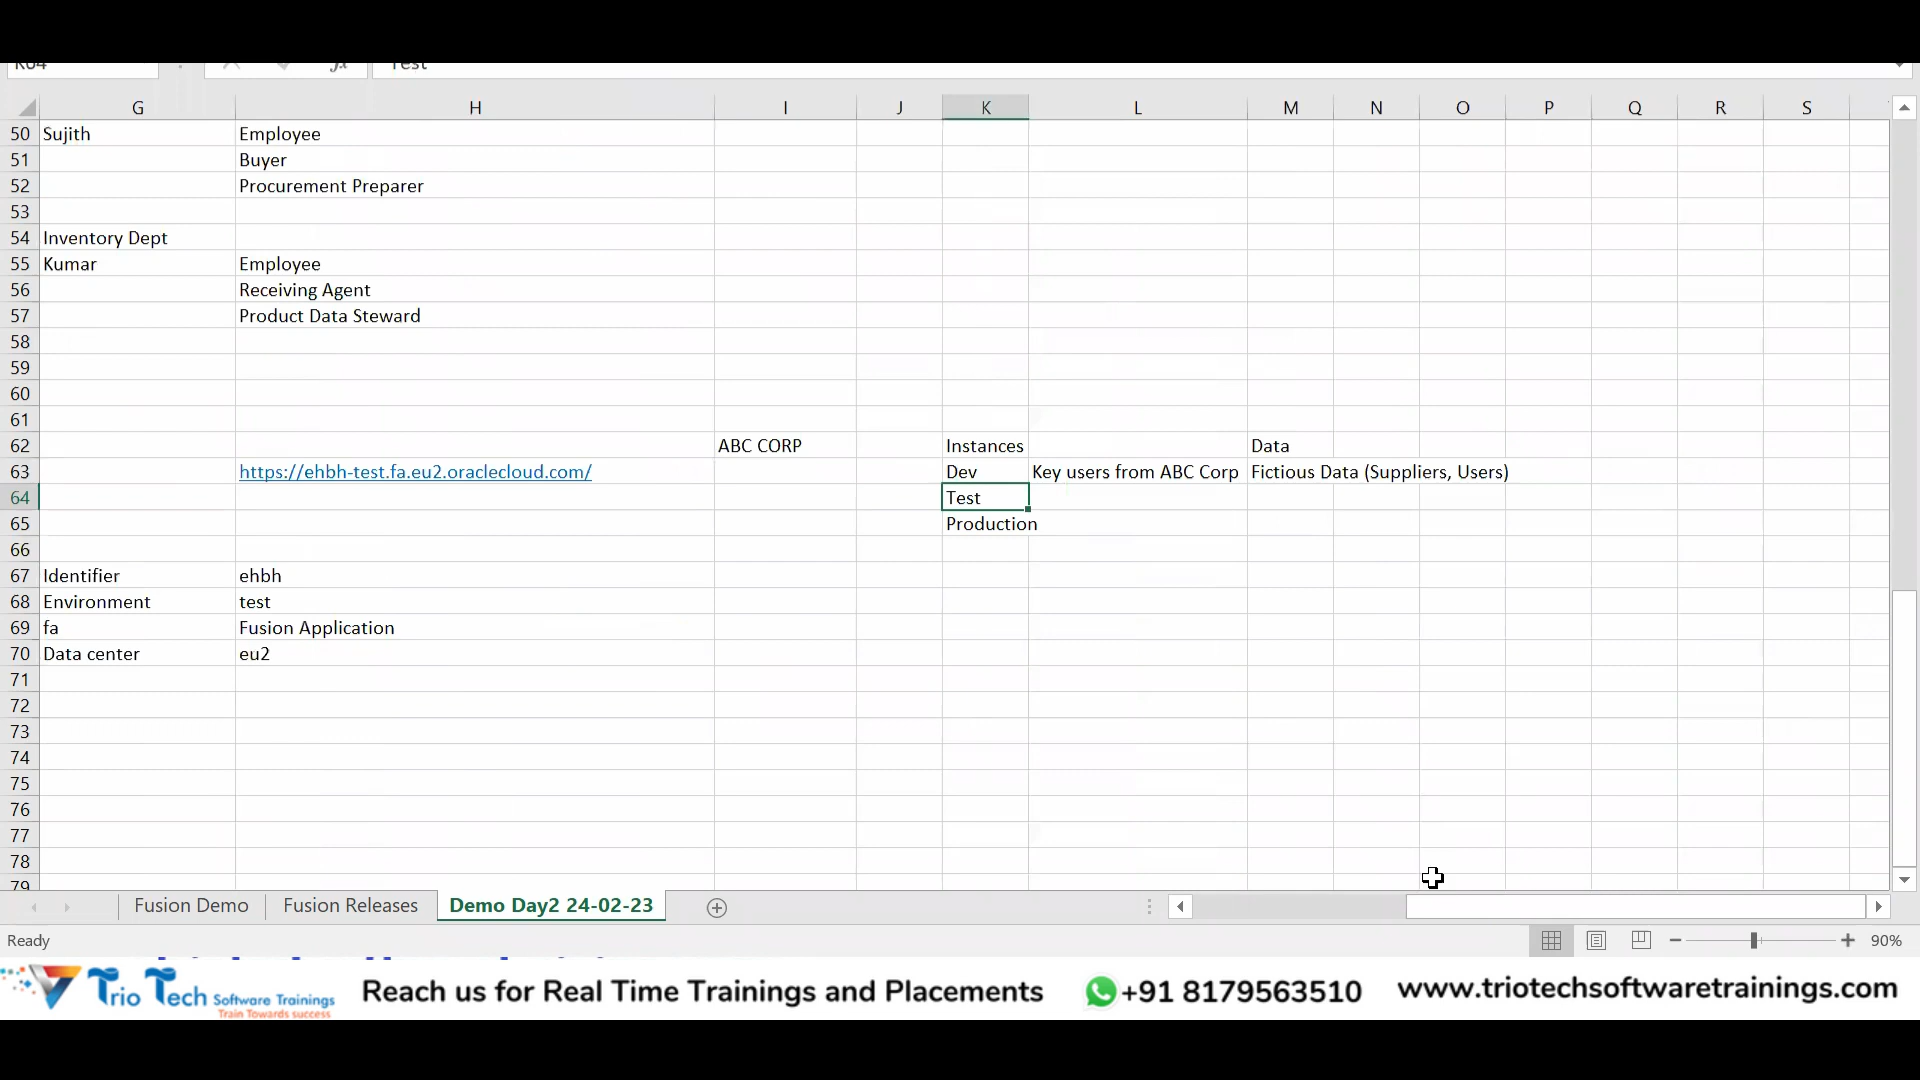 K64 fx Test
G H I J K L M N O P Q R S
50 Sujith Employee
51 Buyer
52 Procurement Preparer
53
54 Inventory Dept
55 Kumar Employee
56 Receiving Agent
57 Product Data Steward
58
59
60
61
62 ABC CORP Instances Data
63 https://ehbh-test.fa.eu2.oraclecloud.com/ Dev Key users from ABC Corp Fictious Data (Suppliers, Users)
64 Test
65 Production
66
67 Identifier ehbh
68 Environment test
69 fa Fusion Application
70 Data center eu2
71
72
73
74
75
76
77
78
79
Fusion Demo Fusion Releases Demo Day2 24-02-23
Ready 90%
Trio Tech Software Trainings
Train Towards success
Reach us for Real Time Trainings and Placements +91 8179563510 www.triotechsoftwaretrainings.com